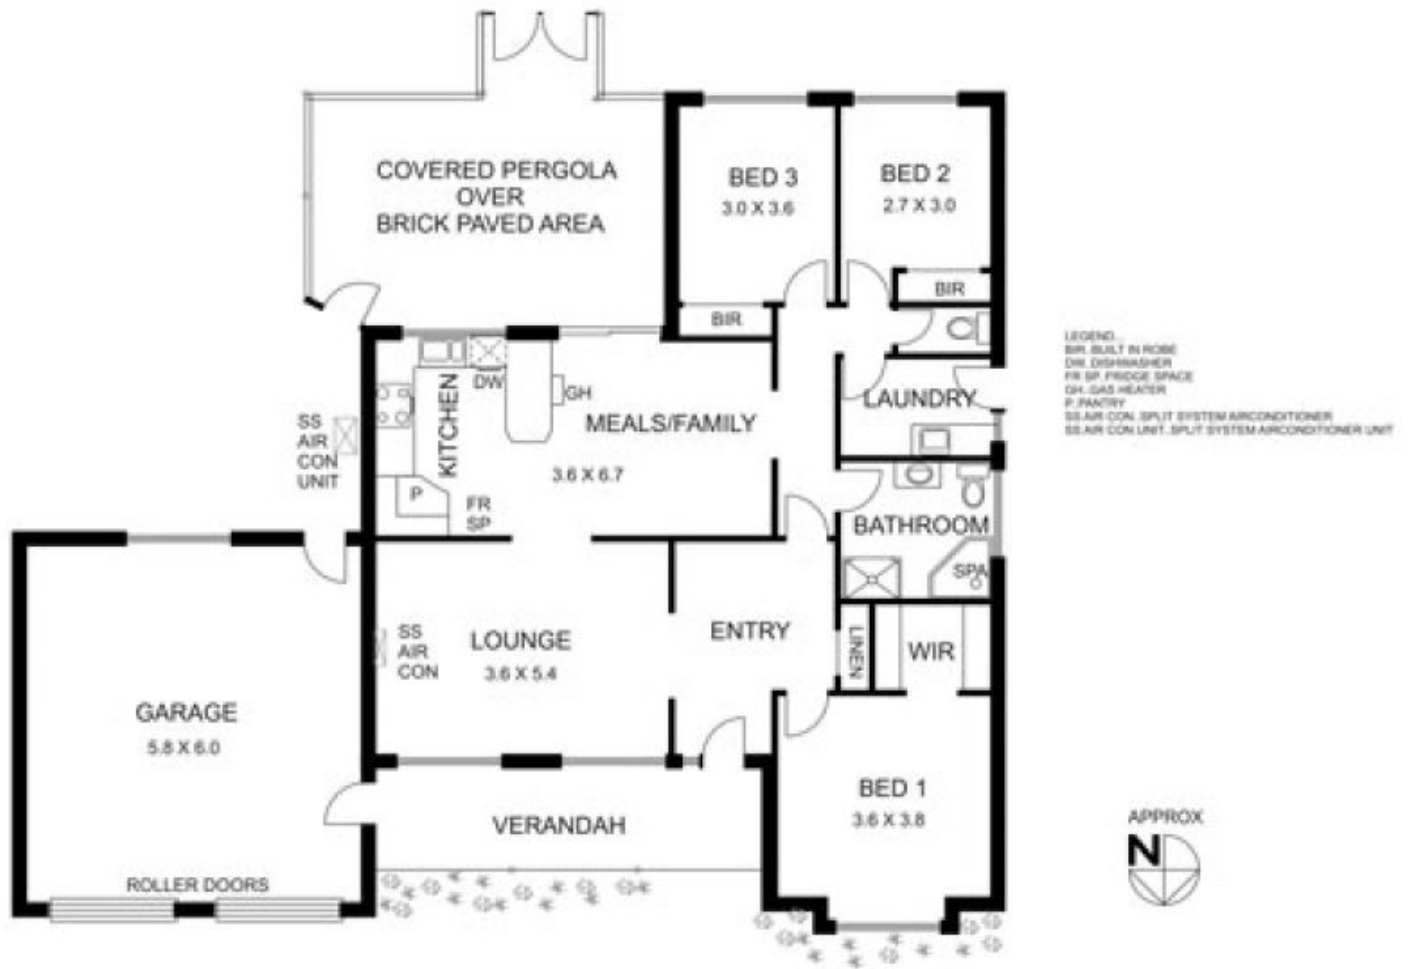 COVERED PERGOLA
OVER
BRICK PAVED AREA
BED 3
3.0 X 3.6
BED 2
2.7 X 3.0
BIR
BIR
LEGEND...
BIR. BUILT IN ROBE
DW. DISHWASHER
FR SP. FRIDGE SPACE
GH. GAS HEATER
P. PANTRY
SS AIR CON. SPLIT SYSTEM AIRCONDITIONER
SS AIR CON UNIT. SPLIT SYSTEM AIRCONDITIONER UNIT
DW
KITCHEN
GH
MEALS/FAMILY
3.6 X 6.7
LAUNDRY
SS
AIR
CON
UNIT
P
FR
SP
BATHROOM
SPA
SS
AIR
CON
LOUNGE
3.6 X 5.4
ENTRY
LINEN
WIR
GARAGE
5.8 X 6.0
BED 1
3.6 X 3.8
VERANDAH
ROLLER DOORS
APPROX
N